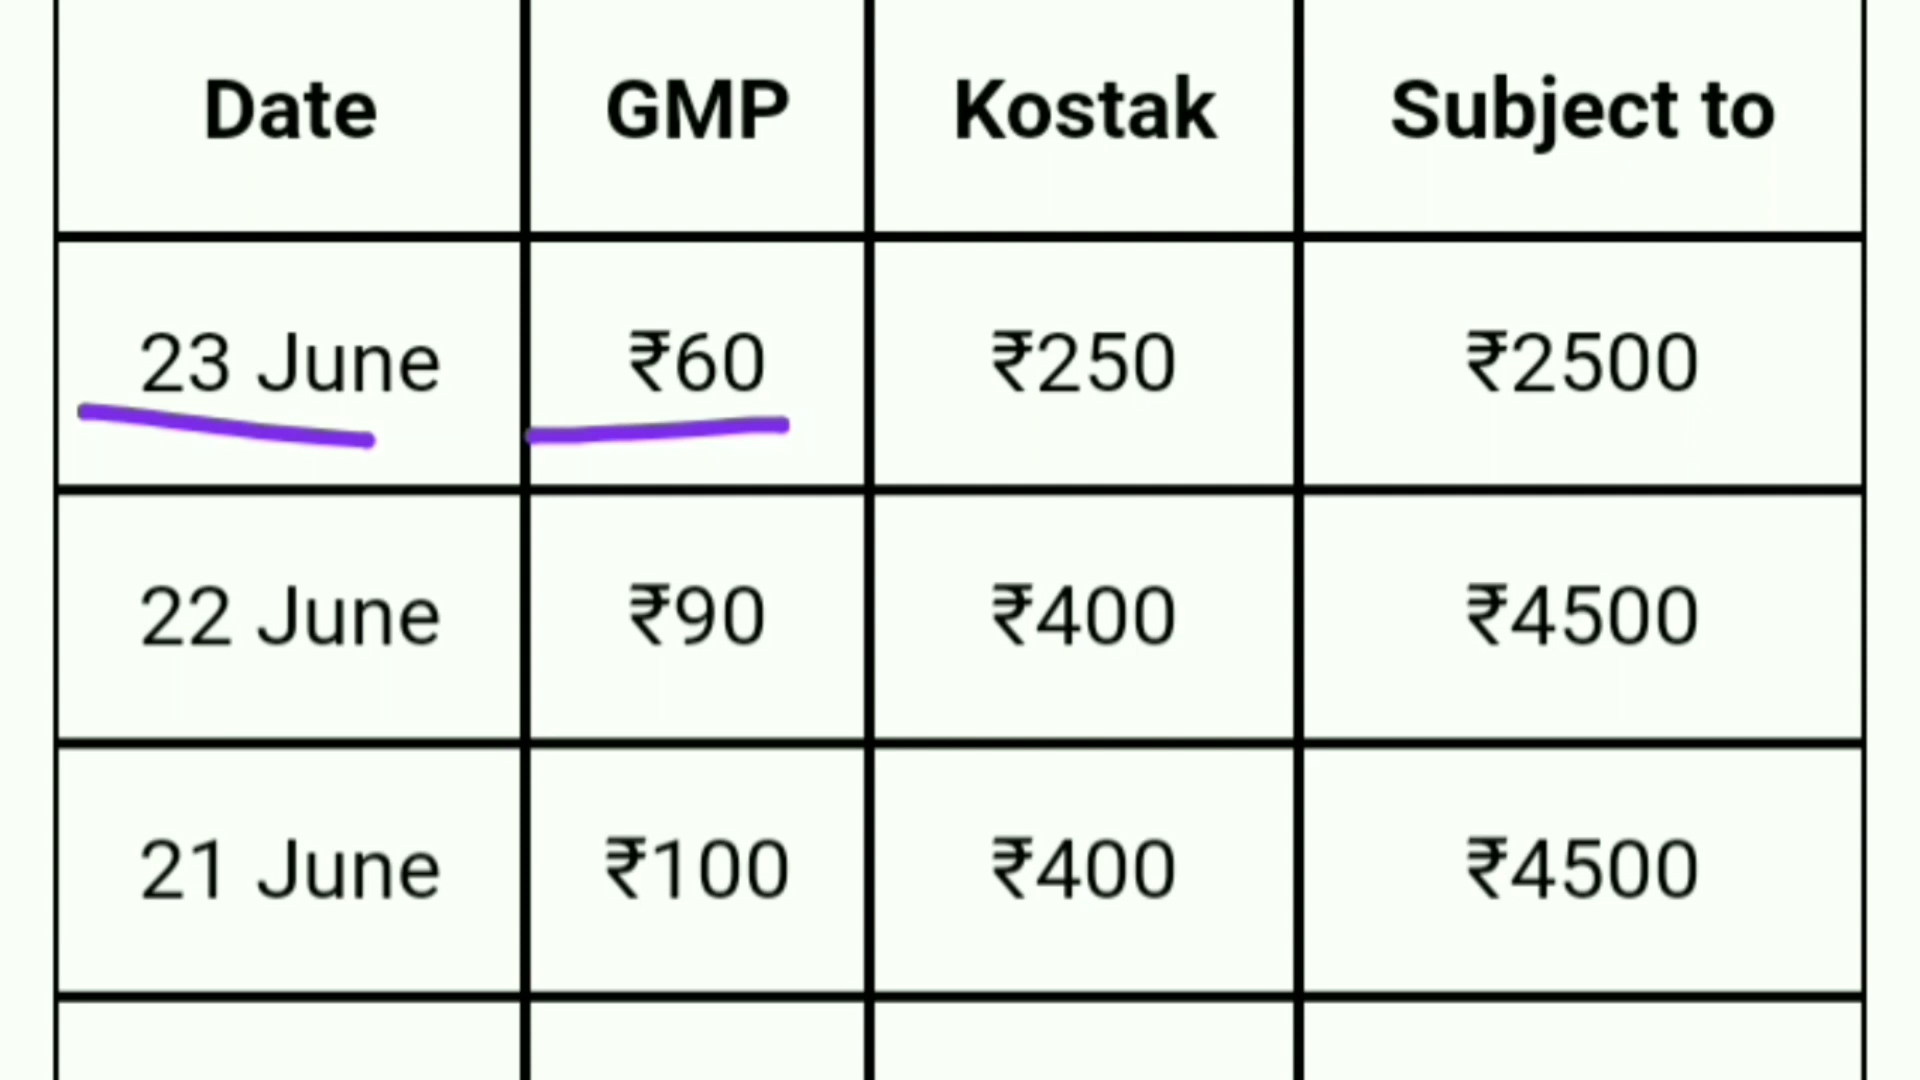 Date GMP Kostak Subject to
23 June ₹60 ₹250 ₹2500
22 June ₹90 ₹400 ₹4500
21 June ₹100 ₹400 ₹4500